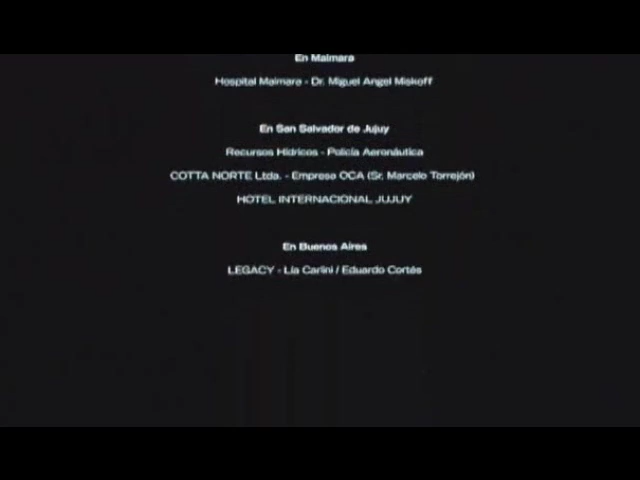 En Maimara
Hospital Maimara - Dr. Miguel Angel Miskoff
En San Salvador de Jujuy
Recursos Hídricos - Policía Aeronáutica
COTTA NORTE Ltda. - Empresa OCA (Sr. Marcelo Torrejón)
HOTEL INTERNACIONAL JUJUY
En Buenos Aires
LEGACY - Lía Carlini / Eduardo Cortés